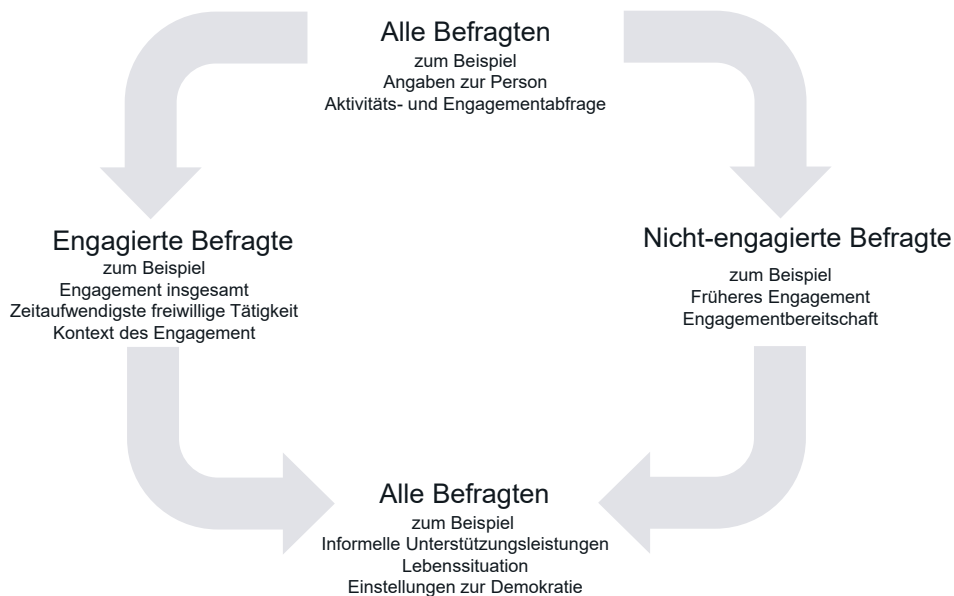 Alle Befragten
zum Beispiel
Angaben zur Person
Aktivitäts- und Engagementabfrage
Engagierte Befragte
zum Beispiel
Engagement insgesamt
Zeitaufwendigste freiwillige Tätigkeit
Kontext des Engagement
Nicht-engagierte Befragte
zum Beispiel
Früheres Engagement
Engagementbereitschaft
Alle Befragten
zum Beispiel
Informelle Unterstützungsleistungen
Lebenssituation
Einstellungen zur Demokratie